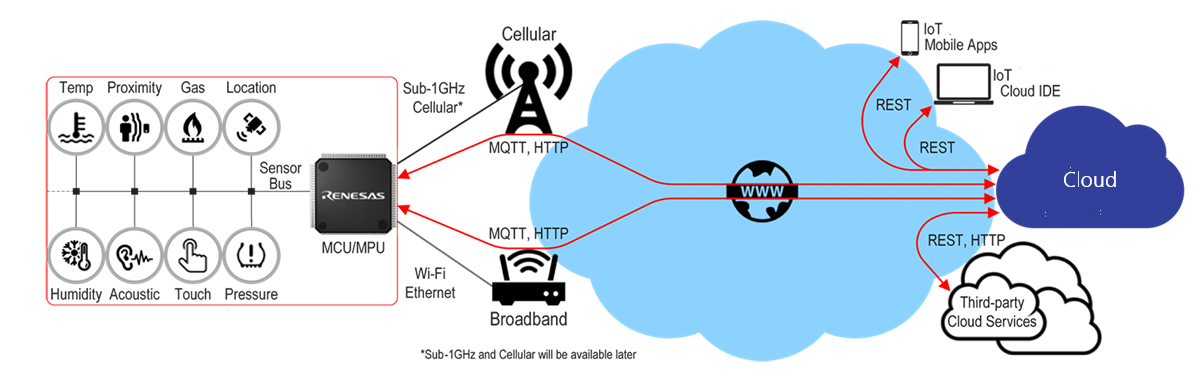 Temp Proximity Gas Location
Sensor
Bus
RENESAS
MCU/MPU
Humidity Acoustic Touch Pressure
Cellular
Sub-1GHz
Cellular*
MQTT, HTTP
WWW
MQTT, HTTP
Wi-Fi
Ethernet
Broadband
*Sub-1GHz and Cellular will be available later
IoT
Mobile Apps
IoT
Cloud IDE
REST
REST
Cloud
REST, HTTP
Third-party
Cloud Services